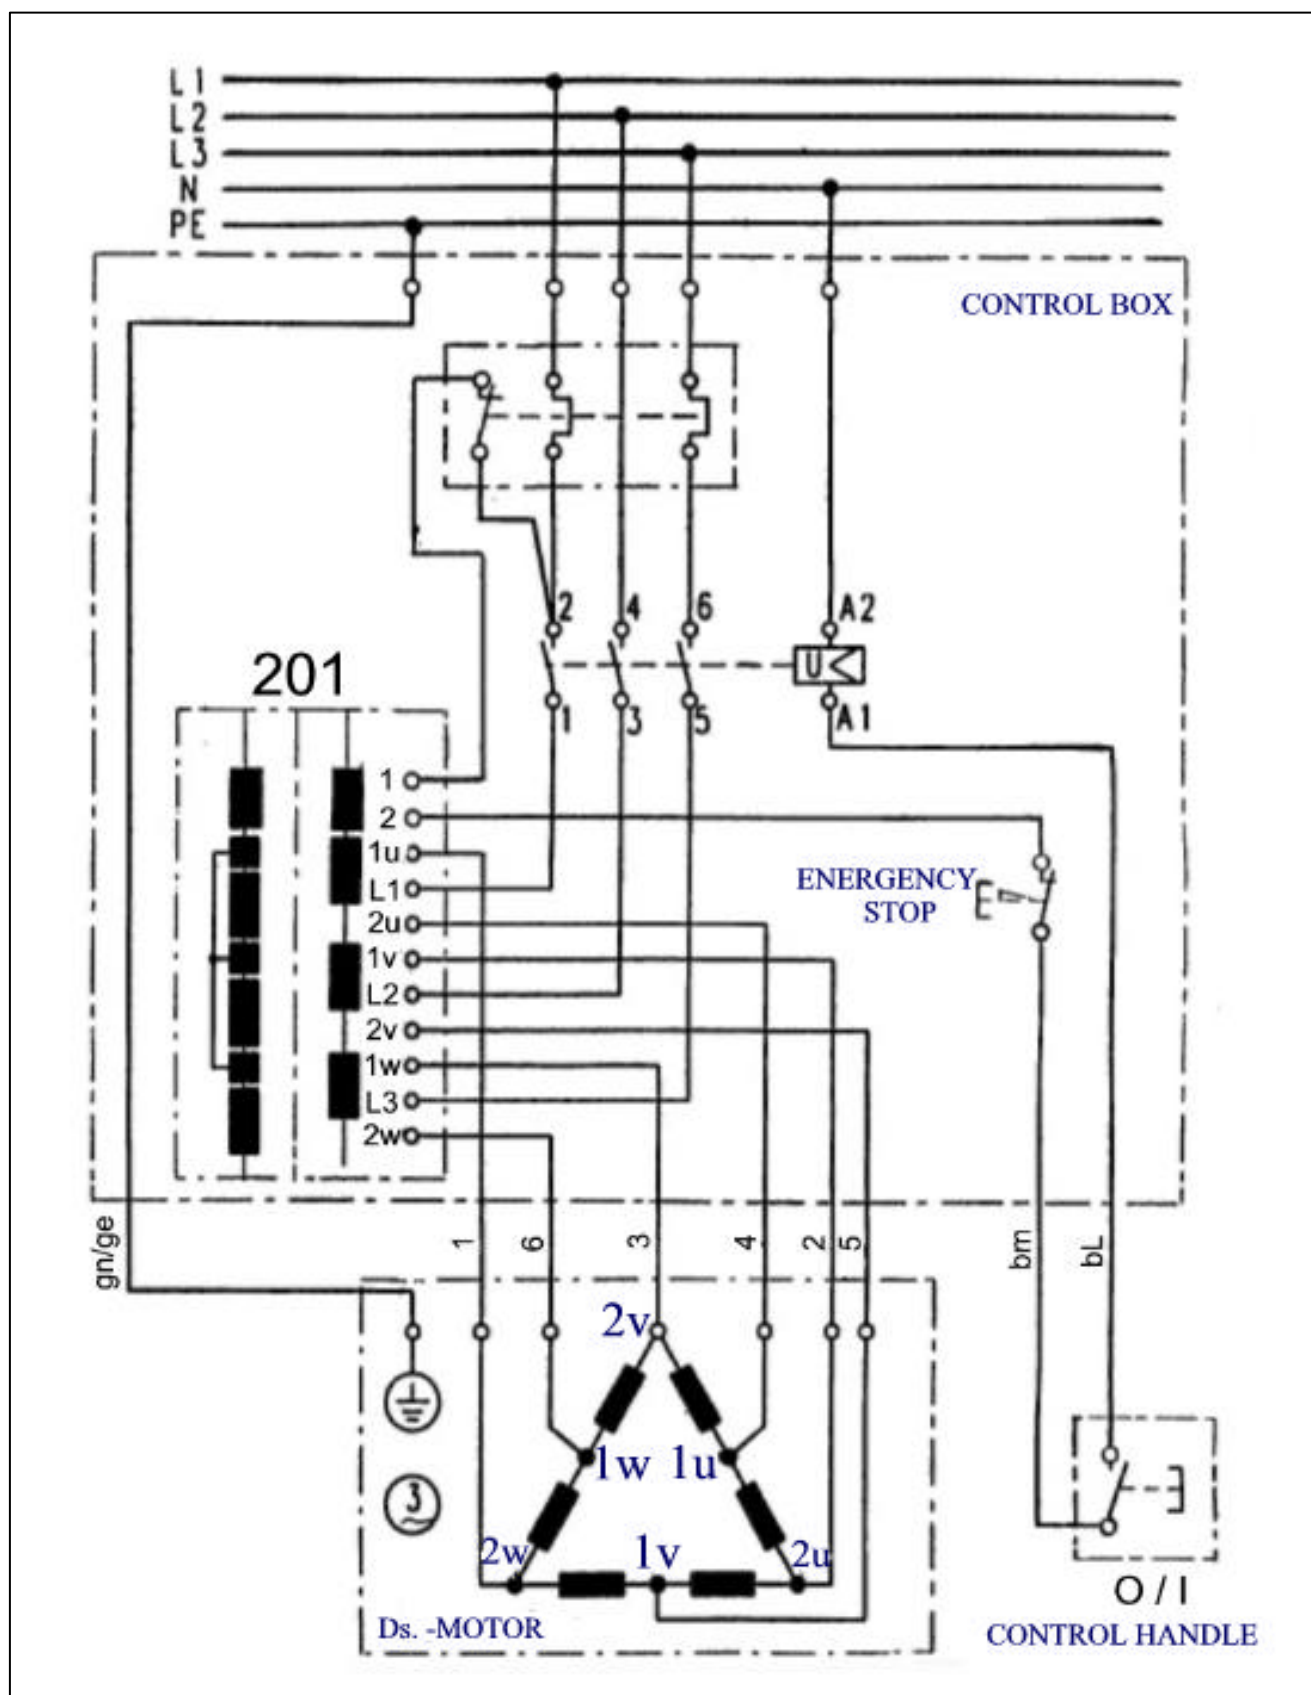 L1
L2
L3
N
PE
CONTROL BOX
2 4 6 A2
U<
201
1 3 5 A1
1
2
1u
L1
2u
1v
L2
2v
1w
L3
2w
ENERGENCY
STOP
E
gn/ge
1 6 3 4 2 5
bm
bL
2v
1w 1u
3
~
2w 1v 2u
O / I
Ds. -MOTOR
CONTROL HANDLE